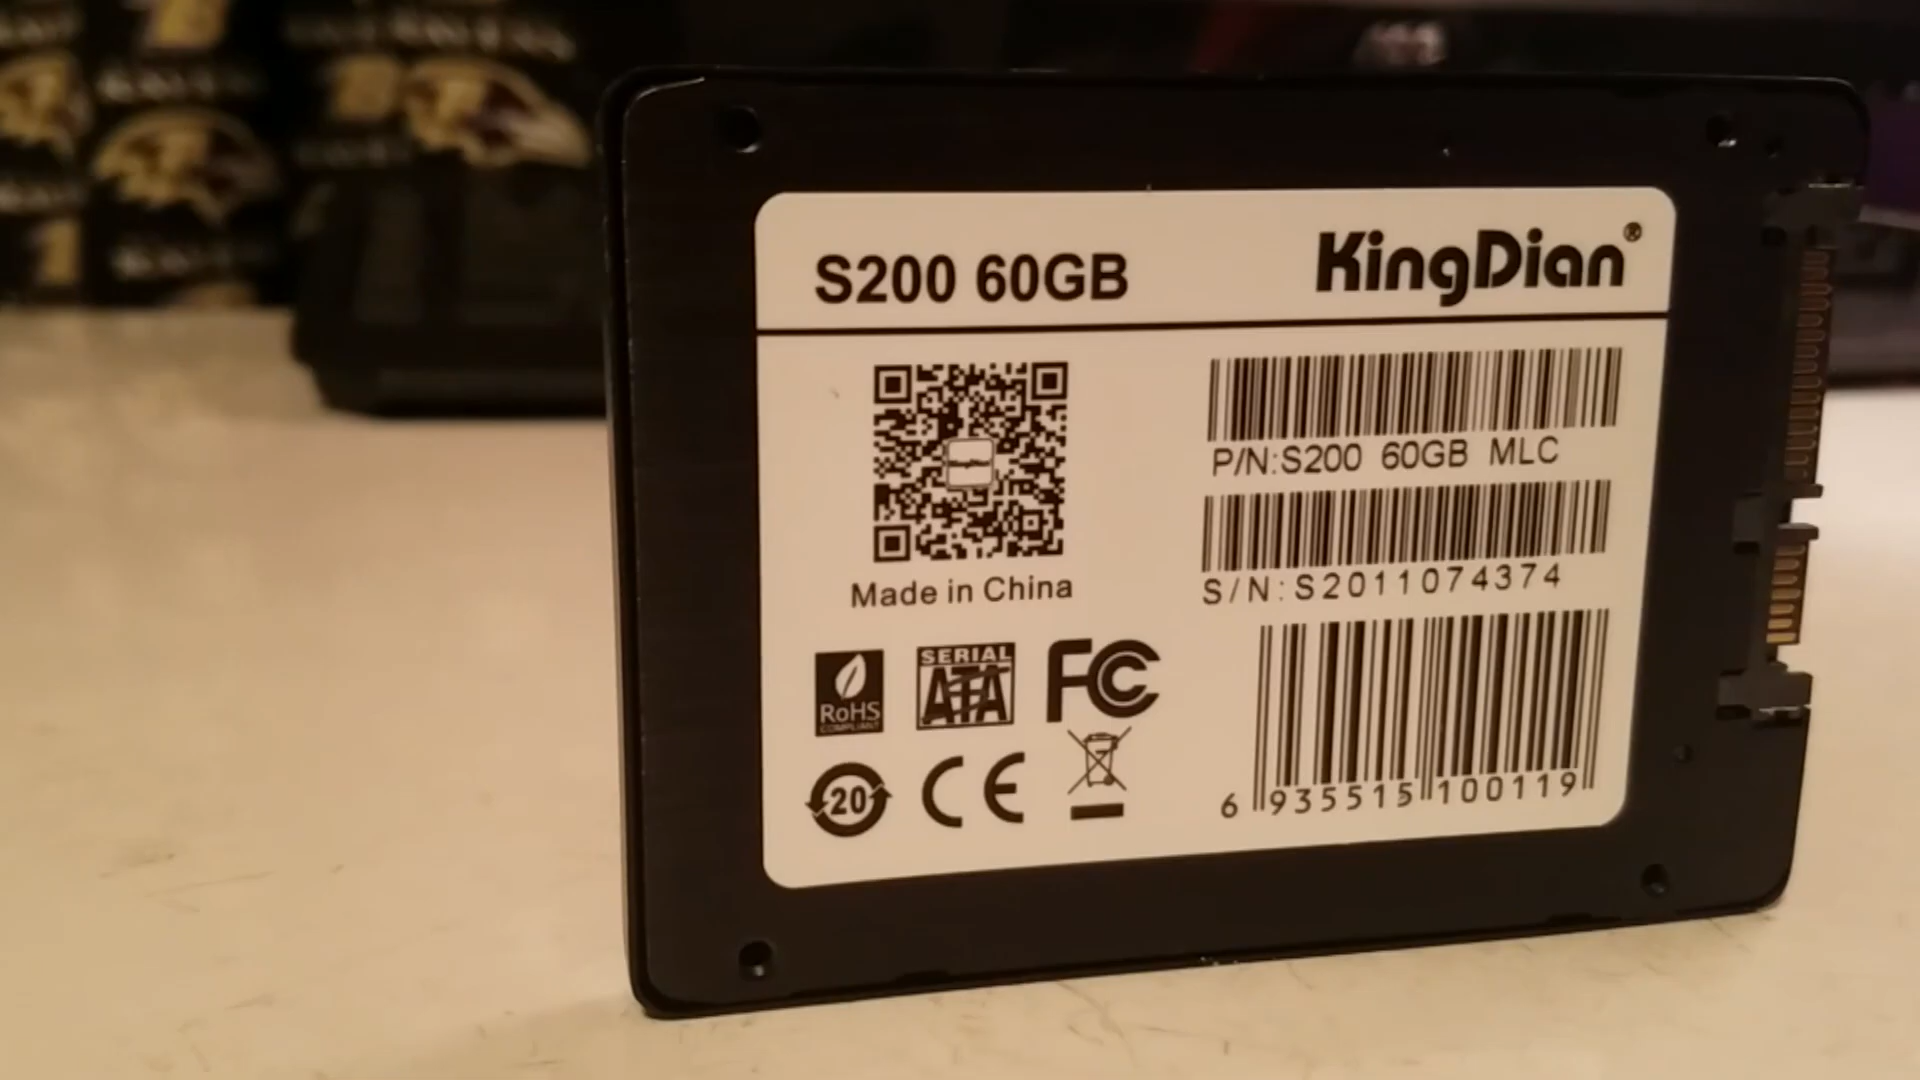 S200 60GB
KingDian®
P/N:S200 60GB MLC
S/N:S2011074374
Made in China
RoHS
COMPLIANT
SERIAL
ATA
FC
20
CE
6 935515 100119